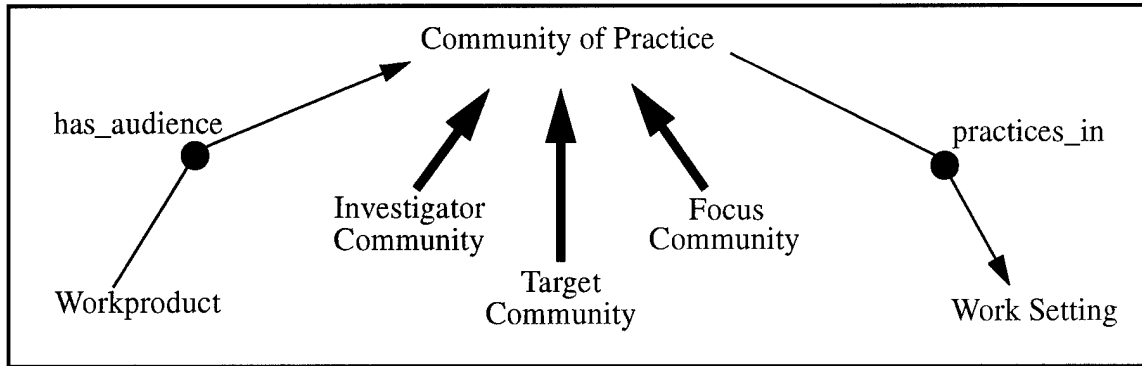 Community of Practice
has_audience
practices_in
Investigator
Community
Focus
Community
Target
Community
Workproduct
Work Setting